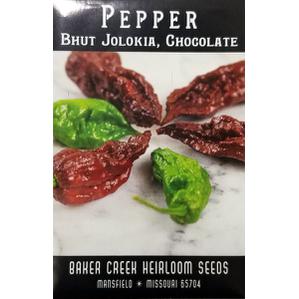 PEPPER
BHUT JOLOKIA, CHOCOLATE
BAKER CREEK HEIRLOOM SEEDS
MANSFIELD * MISSOURI 65704